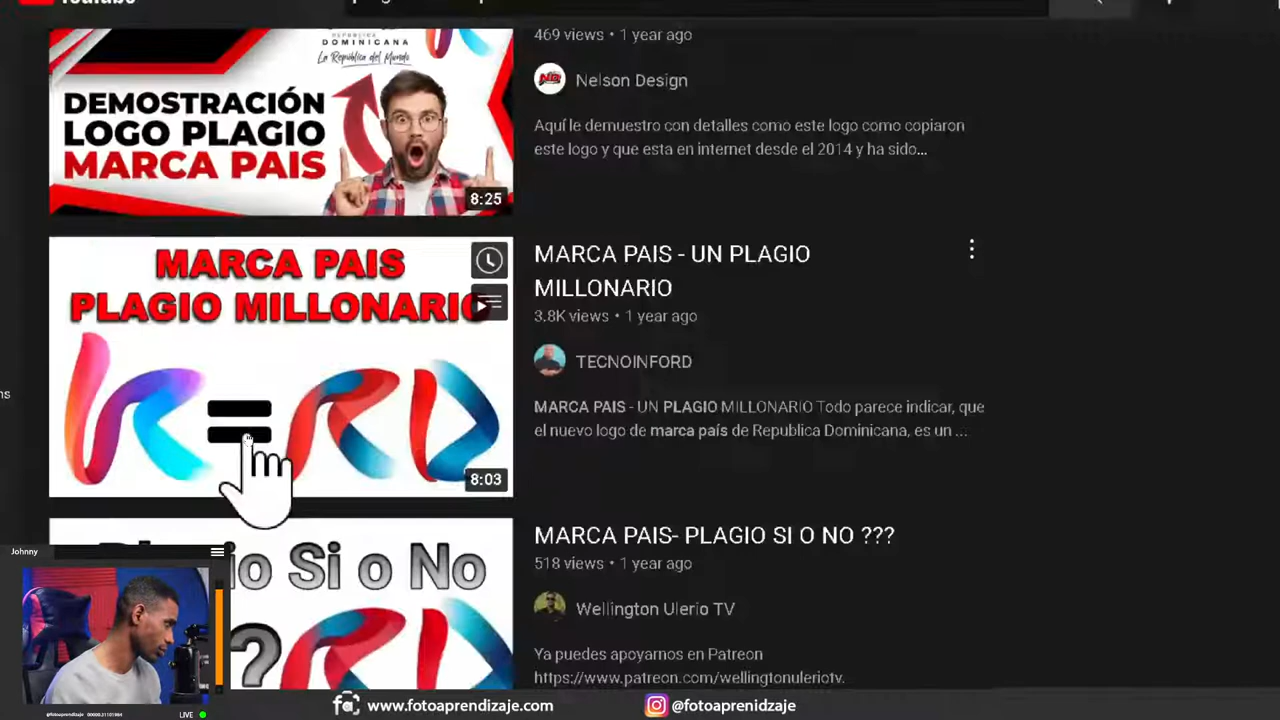 YouTube
469 views • 1 year ago
REPÚBLICA
DOMINICANA
La República del Mundo
DEMOSTRACIÓN
LOGO PLAGIO
MARCA PAIS
8:25
Nelson Design
Aquí le demuestro con detalles como este logo como copiaron
este logo y que esta en internet desde el 2014 y ha sido...
MARCA PAIS
PLAGIO MILLONARIO
8:03
MARCA PAIS - UN PLAGIO
MILLONARIO
3.8K views • 1 year ago
TECNOINFORD
MARCA PAIS - UN PLAGIO MILLONARIO Todo parece indicar, que
el nuevo logo de marca país de Republica Dominicana, es un ...
ns
io Si o No
?
MARCA PAIS- PLAGIO SI O NO ???
518 views • 1 year ago
Wellington Ulerio TV
Ya puedes apoyarnos en Patreon
https://www.patreon.com/wellingtonuleriotv.
Johnny
@fotoaprendizaje
LIVE
www.fotoaprendizaje.com
@fotoaprenidzaje